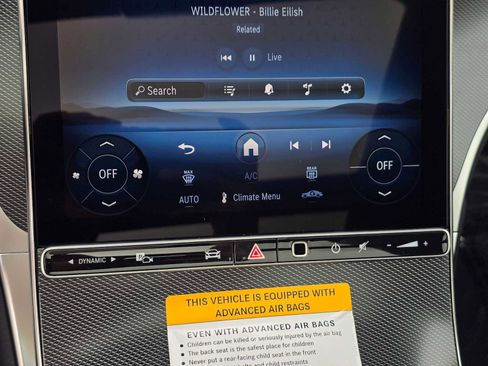 WILDFLOWER - Billie Eilish
Related
Live
Search
OFF
MAX
A/C
REAR
OFF
AUTO
Climate Menu
DYNAMIC
- +
THIS VEHICLE IS EQUIPPED WITH
ADVANCED AIR BAGS
EVEN WITH ADVANCED AIR BAGS
• Children can be killed or seriously injured by the air bag
• The back seat is the safest place for children
• Never put a rear-facing child seat in the front
child restraints